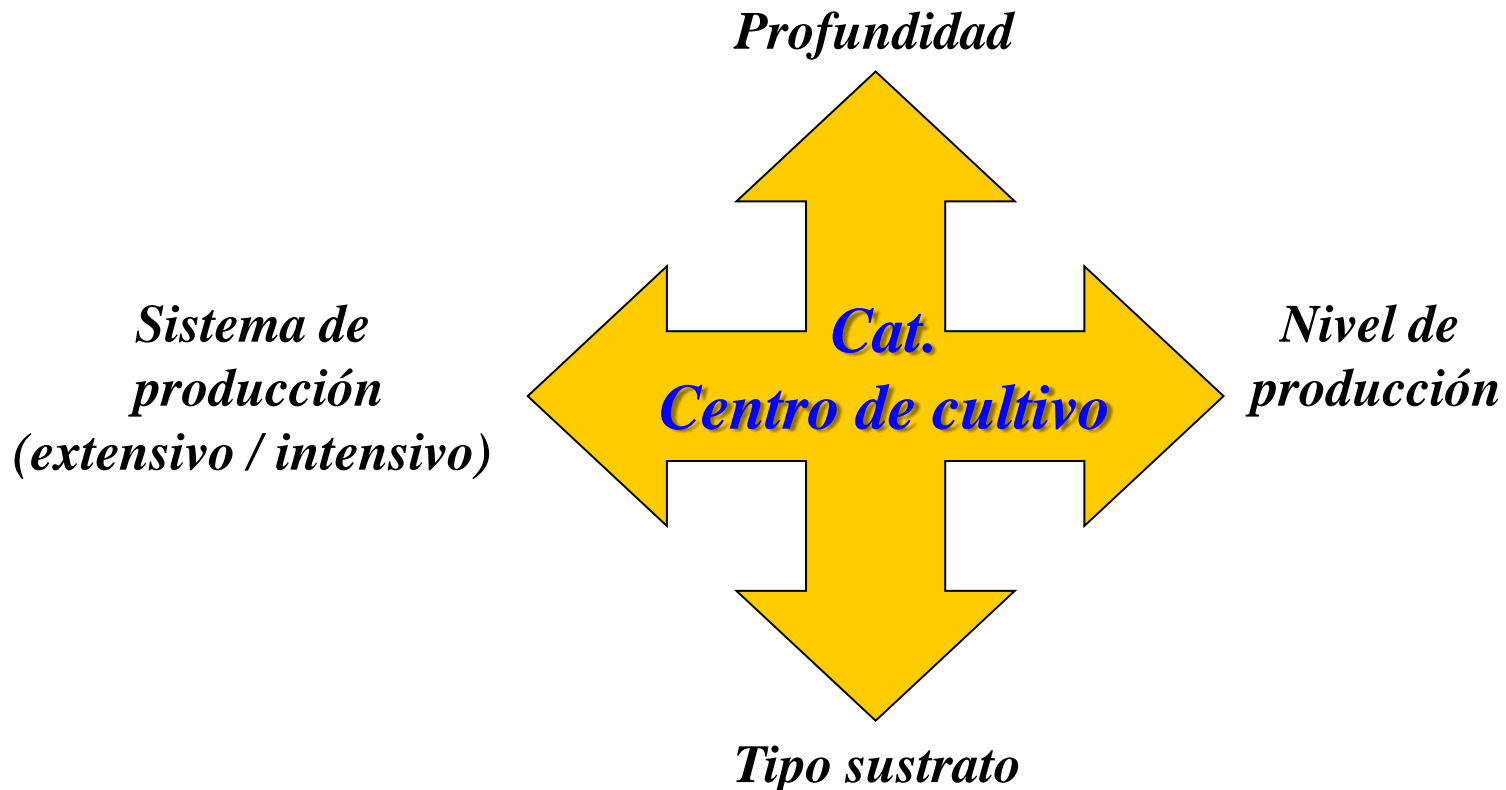 Profundidad
Sistema de
producción
(extensivo / intensivo)
Cat.
Centro de cultivo
Nivel de
producción
Tipo sustrato